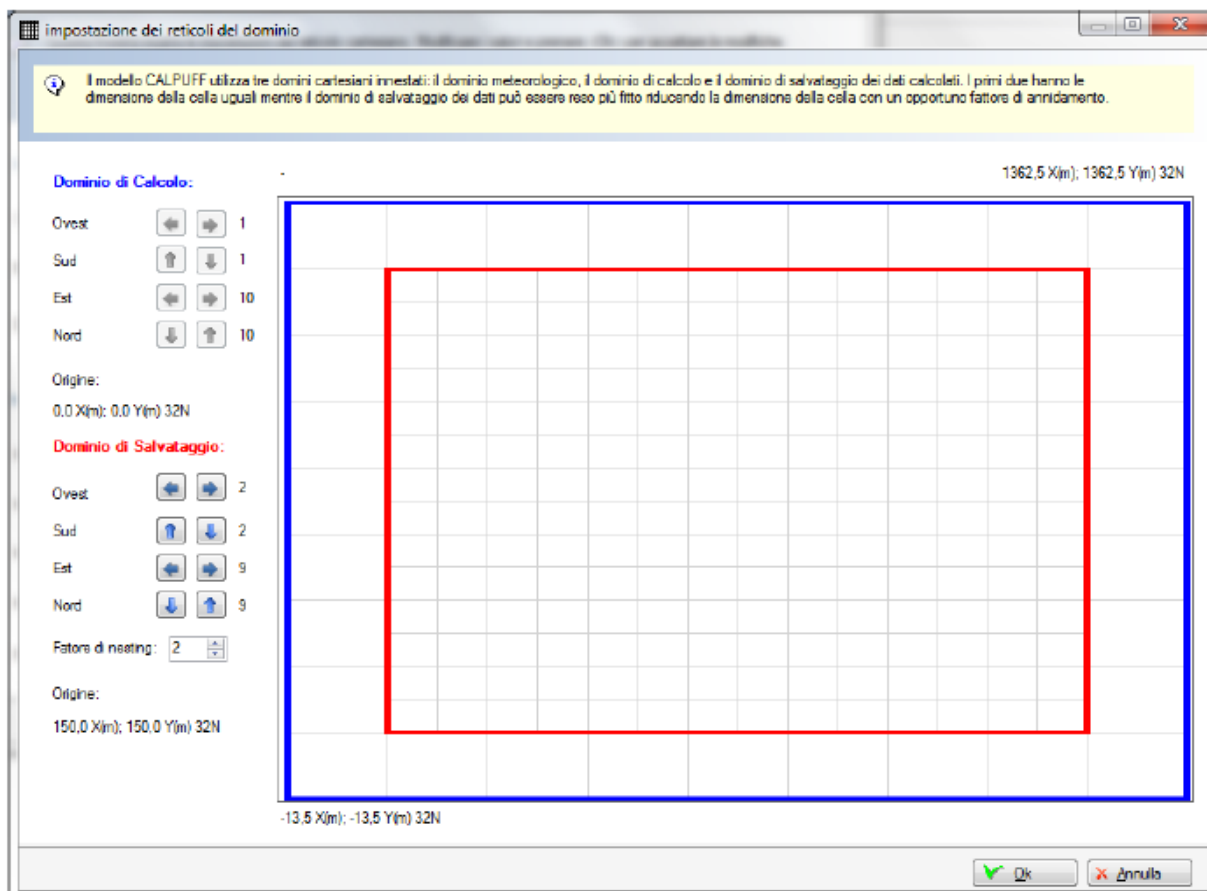 impostazione dei reticoli del dominio
Il modello CALPUFF utilizza tre domini cartesiani innestati: il dominio meteorologico, il dominio di calcolo e il dominio di salvataggio dei dati calcolati. I primi due hanno le
dimensione della cella uguali mentre il dominio di salvataggio dei dati può essere reso più fitto riducendo la dimensione della cella con un opportuno fattore di annidamento.
Dominio di Calcolo:
-
1362,5 X(m); 1362,5 Y(m) 32N
Ovest 1
Sud 1
Est 10
Nord 10
Origine:
0,0 X(m); 0,0 Y(m) 32N
Dominio di Salvataggio:
Ovest 2
Sud 2
Est 9
Nord 9
Fatore di nesting: 2
Origine:
150,0 X(m); 150,0 Y(m) 32N
-13,5 X(m); -13,5 Y(m) 32N
Ok
Annulla